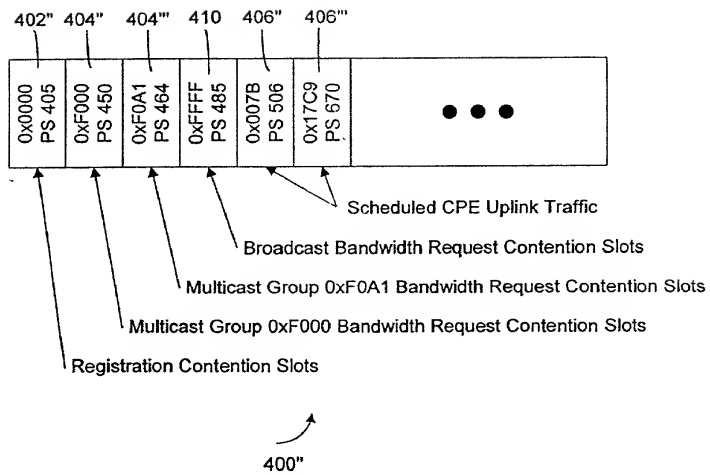 402" 404" 404"' 410 406" 406"'
0x0000
PS 405
0xF000
PS 450
0xF0A1
PS 464
0xFFFF
PS 485
0x007B
PS 506
0x17C9
PS 670
Scheduled CPE Uplink Traffic
Broadcast Bandwidth Request Contention Slots
Multicast Group 0xF0A1 Bandwidth Request Contention Slots
Multicast Group 0xF000 Bandwidth Request Contention Slots
Registration Contention Slots
400"